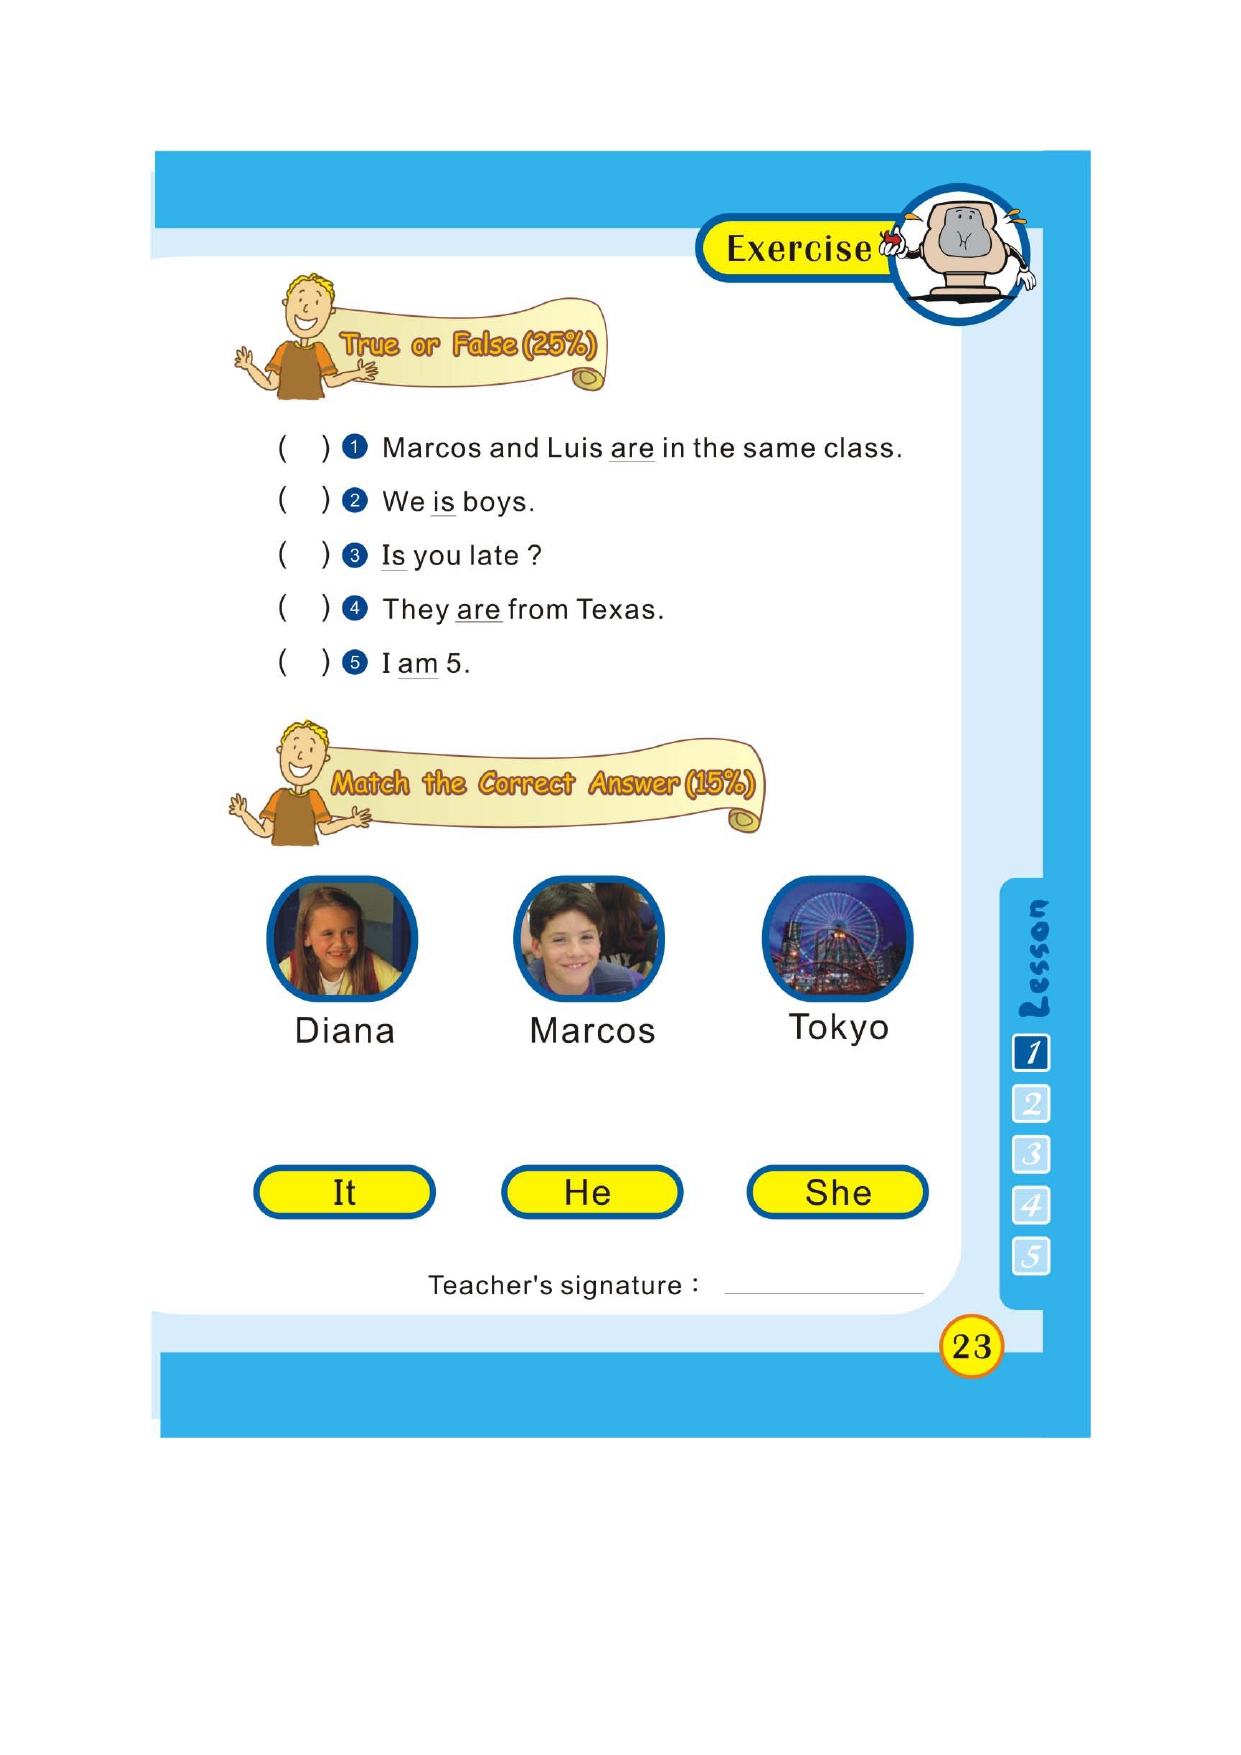 Exercise
True or False (25%)
( ) 1 Marcos and Luis are in the same class.
( ) 2 We is boys.
( ) 3 Is you late ?
( ) 4 They are from Texas.
( ) 5 I am 5.
Match the Correct Answer (15%)
Diana Marcos Tokyo
It He She
Teacher's signature：
Lesson
1
2
3
4
5
23